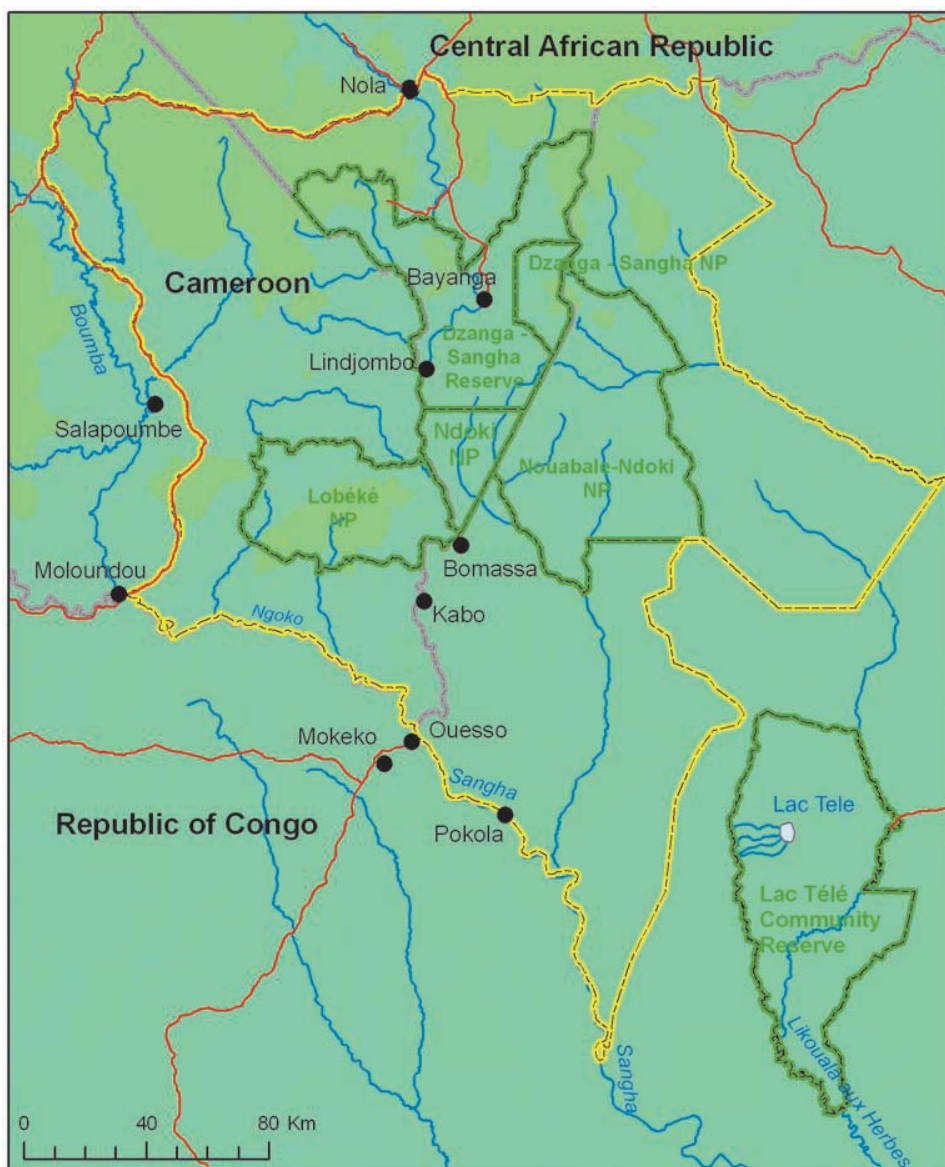 Central African Republic
Nola
Cameroon
Dzanga - Sangha NP
Bayanga
Boumba
Dzanga -
Sangha
Reserve
Lindjombo
Salapoumbe
Ndoki
NP
Nouabale-Ndoki
NP
Lobéké
NP
Bomassa
Moloundou
Kabo
Ngoko
Mokeko
Ouesso
Sangha
Republic of Congo
Pokola
Lac Tele
Lac Télé
Community
Reserve
Sangha
Likouala aux Herbes
0 40 80 Km